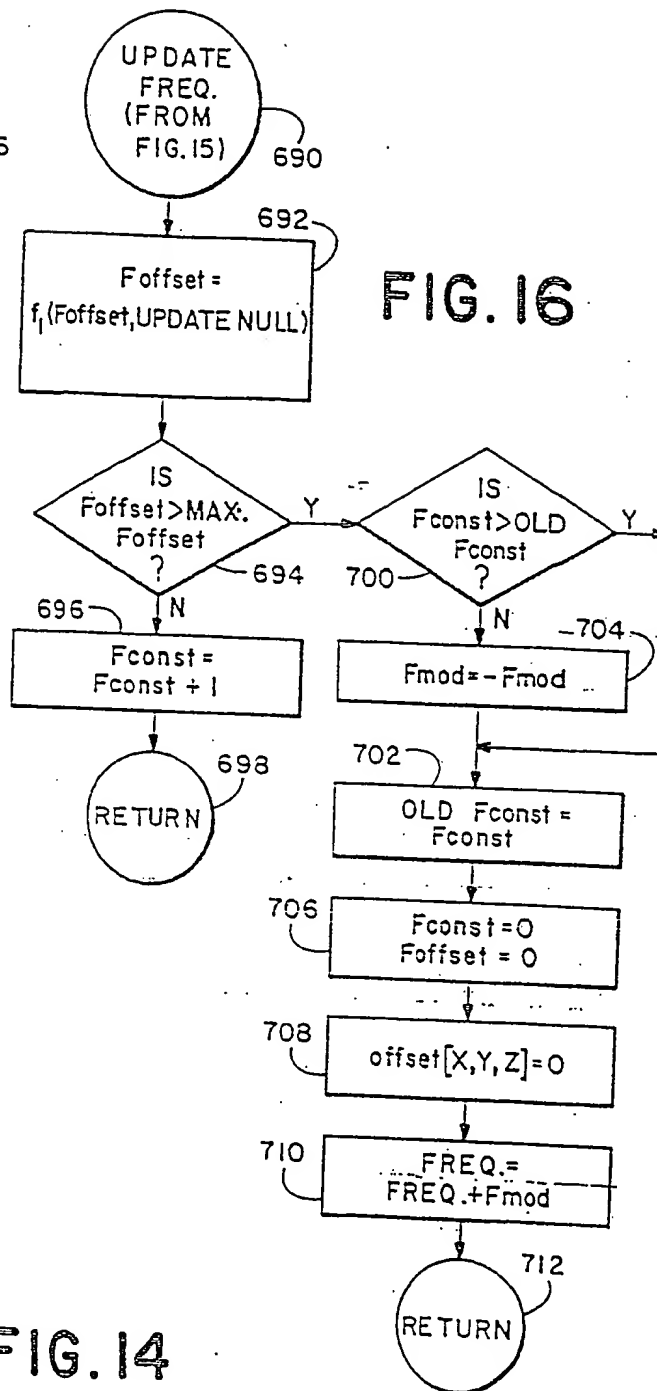 UPDATE
FREQ.
(FROM
FIG.15)
690
6
692
Foffset =
f1(Foffset,UPDATE NULL)
FIG. 16
IS
Foffset>MAX.
Foffset
?
694
Y
N
IS
Fconst>OLD
Fconst
?
700
Y
N
696
Fconst=
Fconst + 1
698
RETURN
704
Fmod=-Fmod
702
OLD Fconst=
Fconst
706
Fconst=0
Foffset = 0
708
offset[X,Y,Z]=0
710
FREQ.=
FREQ.+Fmod
712
RETURN
FIG. 14